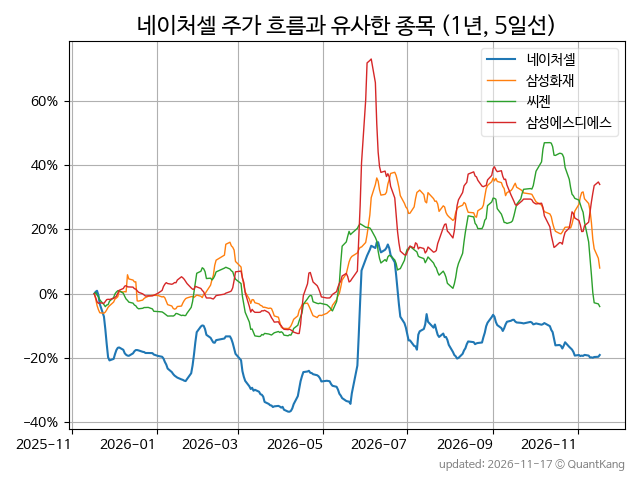 네이처셀 주가 흐름과 유사한 종목 (1년, 5일선)
네이처셀
삼성화재
씨젠
삼성에스디에스
60%
40%
20%
0%
−20%
−40%
2025-11
2026-01
2026-03
2026-05
2026-07
2026-09
2026-11
updated: 2026-11-17 © QuantKang